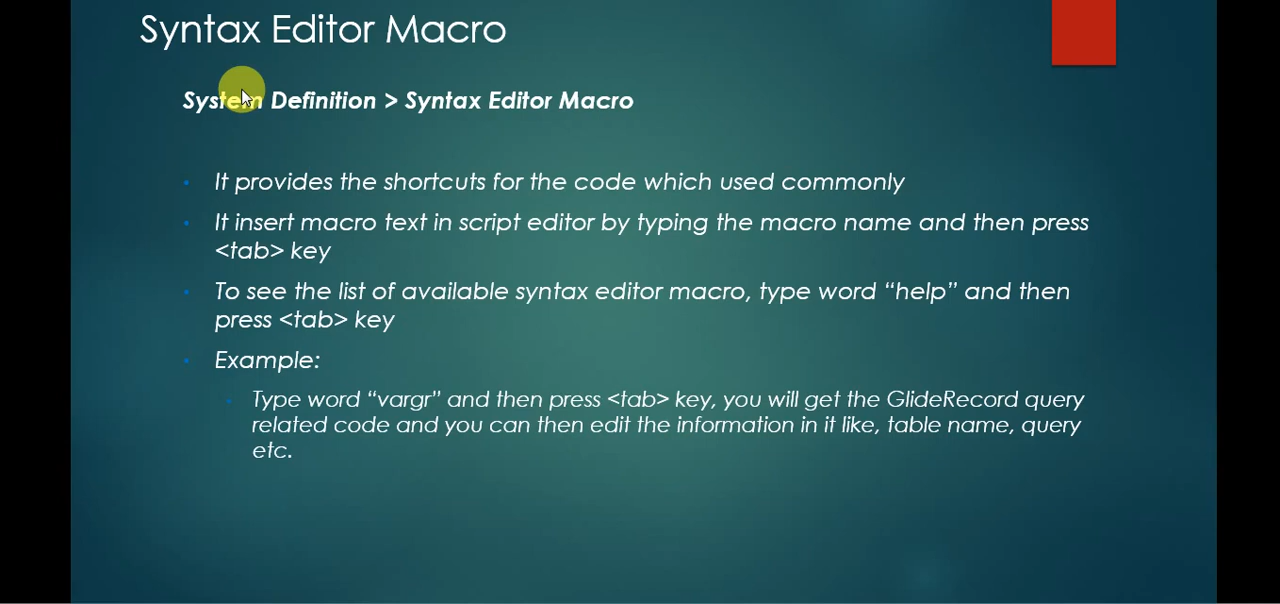 Syntax Editor Macro
System Definition > Syntax Editor Macro
It provides the shortcuts for the code which used commonly
It insert macro text in script editor by typing the macro name and then press
<tab> key
To see the list of available syntax editor macro, type word “help” and then
press <tab> key
Example:
Type word “vargr” and then press <tab> key, you will get the GlideRecord query
related code and you can then edit the information in it like, table name, query
etc.